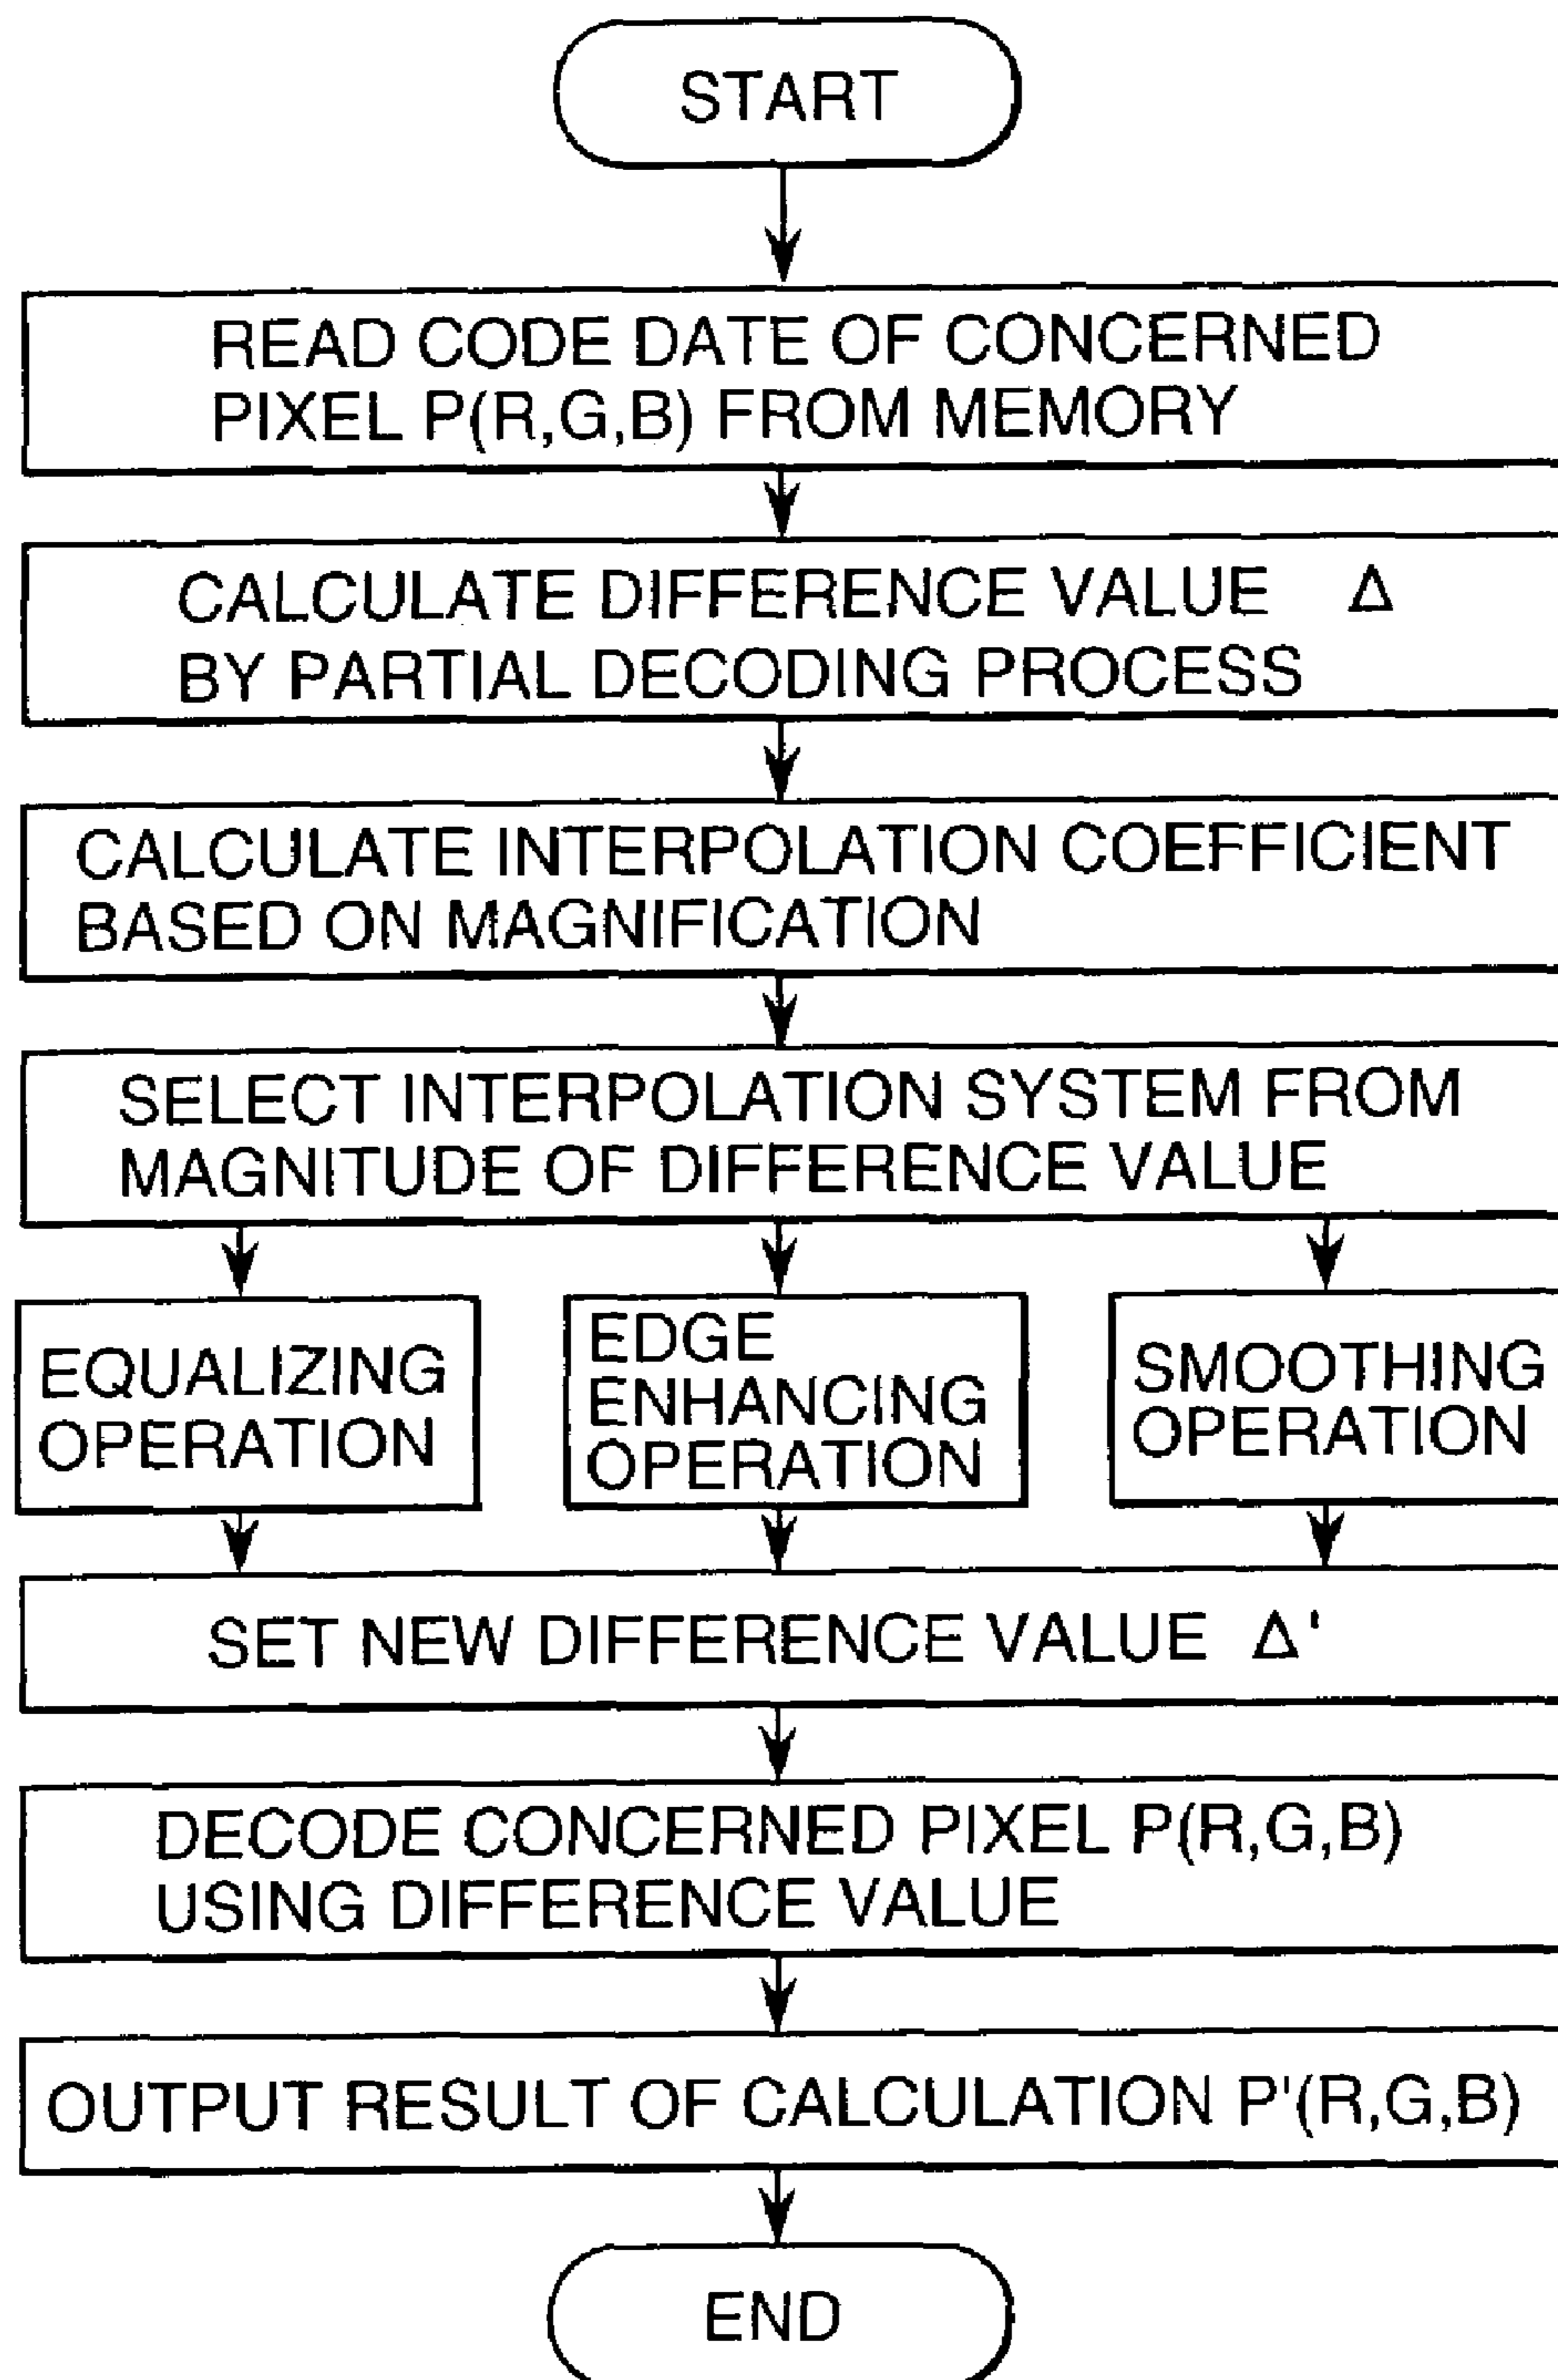 START
READ CODE DATE OF CONCERNED
PIXEL P(R,G,B) FROM MEMORY
CALCULATE DIFFERENCE VALUE Δ
BY PARTIAL DECODING PROCESS
CALCULATE INTERPOLATION COEFFICIENT
BASED ON MAGNIFICATION
SELECT INTERPOLATION SYSTEM FROM
MAGNITUDE OF DIFFERENCE VALUE
EQUALIZING
OPERATION
EDGE
ENHANCING
OPERATION
SMOOTHING
OPERATION
SET NEW DIFFERENCE VALUE Δ'
DECODE CONCERNED PIXEL P(R,G,B)
USING DIFFERENCE VALUE
OUTPUT RESULT OF CALCULATION P'(R,G,B)
END